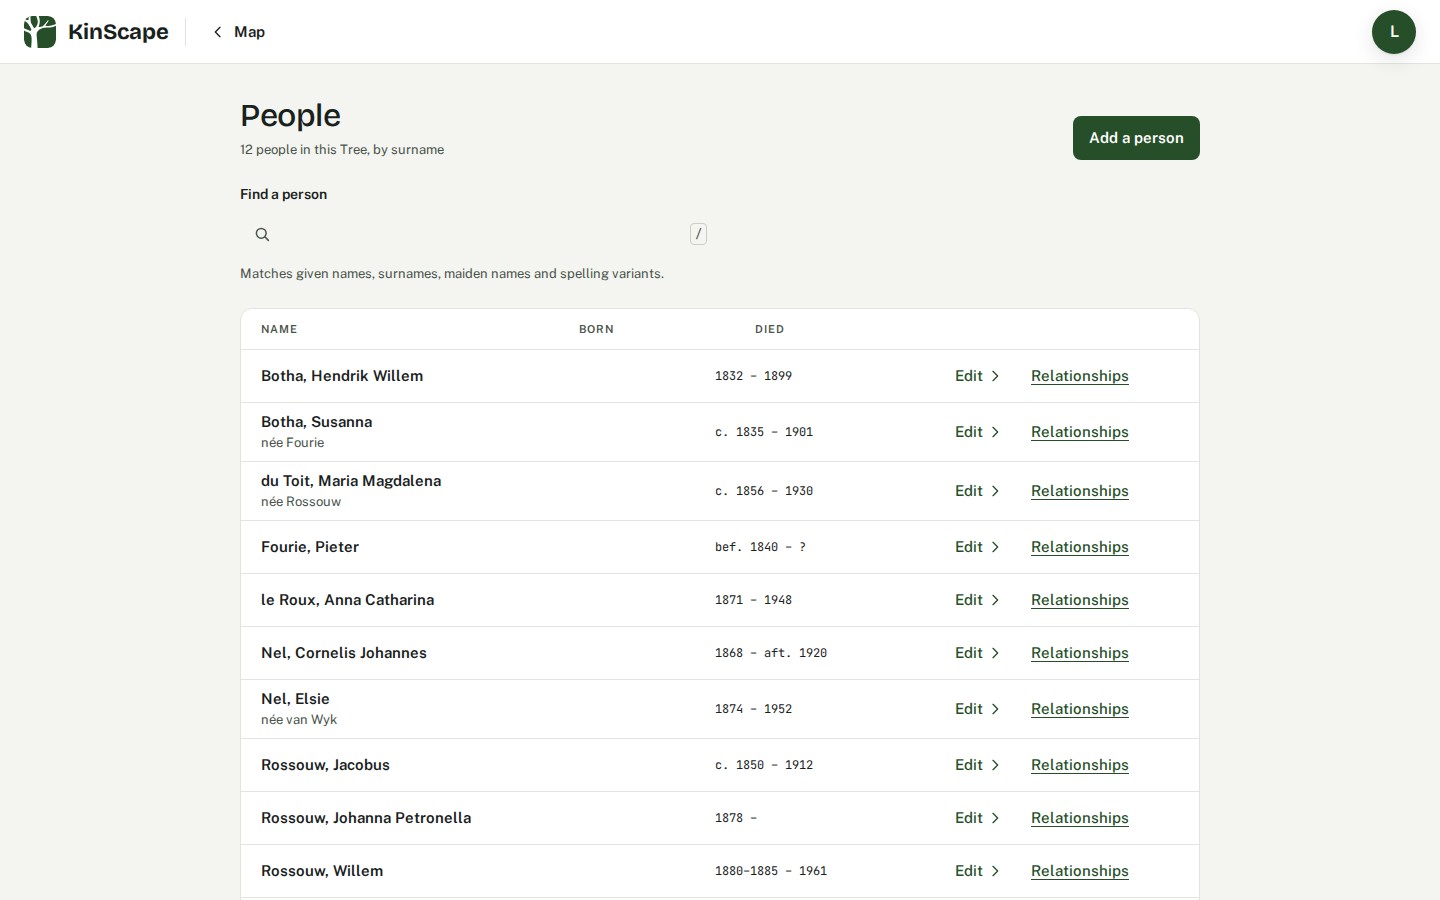 KinScape
Map
L
People
12 people in this Tree, by surname
Add a person
Find a person
/
Matches given names, surnames, maiden names and spelling variants.
NAME BORN DIED
Botha, Hendrik Willem 1832 – 1899 Edit Relationships
Botha, Susanna
née Fourie
c. 1835 – 1901 Edit Relationships
du Toit, Maria Magdalena
née Rossouw
c. 1856 – 1930 Edit Relationships
Fourie, Pieter bef. 1840 – ? Edit Relationships
le Roux, Anna Catharina 1871 – 1948 Edit Relationships
Nel, Cornelis Johannes 1868 – aft. 1920 Edit Relationships
Nel, Elsie
née van Wyk
1874 – 1952 Edit Relationships
Rossouw, Jacobus c. 1850 – 1912 Edit Relationships
Rossouw, Johanna Petronella 1878 – Edit Relationships
Rossouw, Willem 1880–1885 – 1961 Edit Relationships